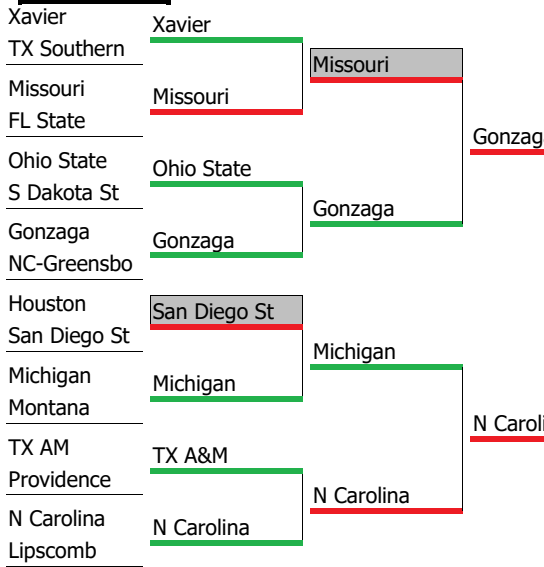 Xavier
TX Southern
Missouri
FL State
Ohio State
S Dakota St
Gonzaga
NC-Greensbo
Houston
San Diego St
Michigan
Montana
TX AM
Providence
N Carolina
Lipscomb
Xavier
Missouri
Ohio State
Gonzaga
San Diego St
Michigan
TX A&M
N Carolina
Missouri
Gonzaga
Michigan
N Carolina
Gonzag
N Caroli